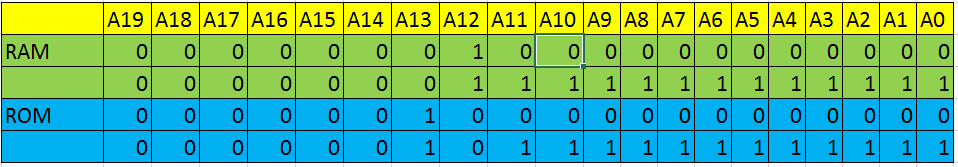 A19 A18 A17 A16 A15 A14 A13 A12 A11 A10 A9 A8 A7 A6 A5 A4 A3 A2 A1 A0
RAM 0 0 0 0 0 0 0 1 0 0 0 0 0 0 0 0 0 0 0 0
0 0 0 0 0 0 0 1 1 1 1 1 1 1 1 1 1 1 1 1
ROM 0 0 0 0 0 0 1 0 0 0 0 0 0 0 0 0 0 0 0 0
0 0 0 0 0 0 1 0 1 1 1 1 1 1 1 1 1 1 1 1